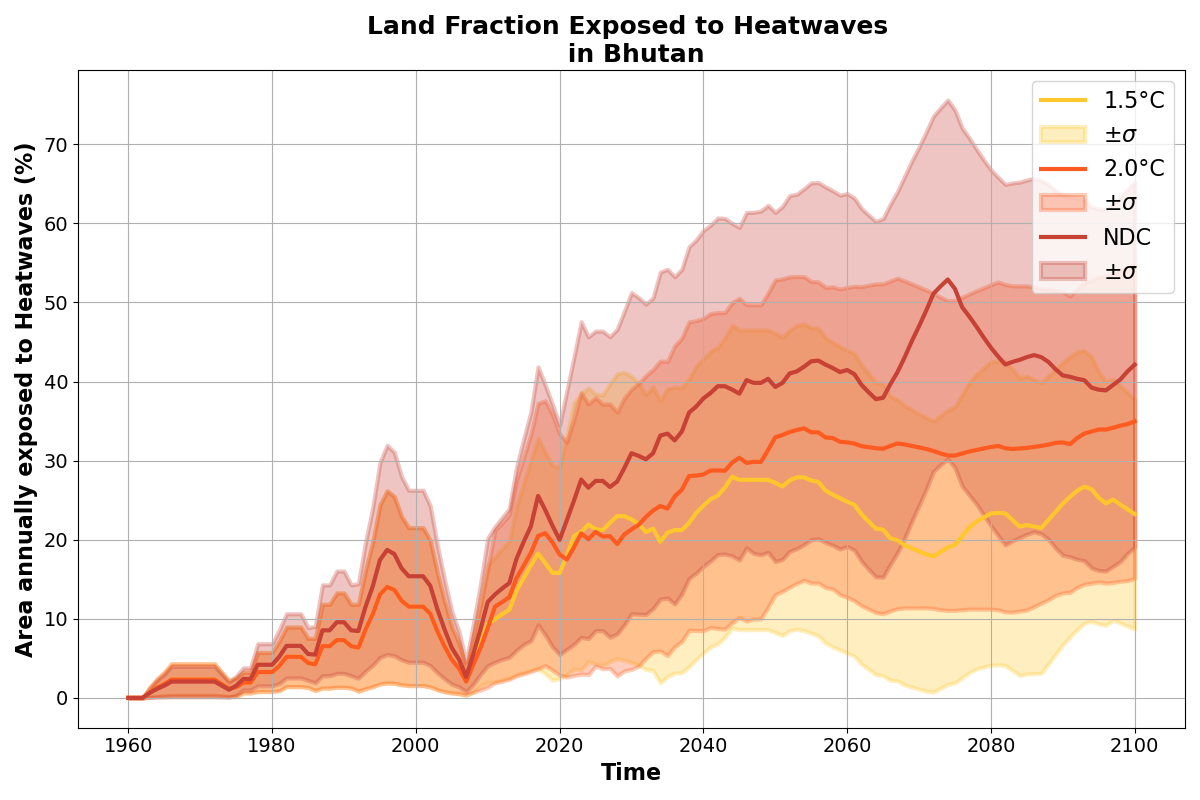 Land Fraction Exposed to Heatwaves
in Bhutan
Area annually exposed to Heatwaves (%)
70
60
50
40
30
20
10
0
1.5°C
±σ
2.0°C
±σ
NDC
±σ
1960 1980 2000 2020 2040 2060 2080 2100
Time